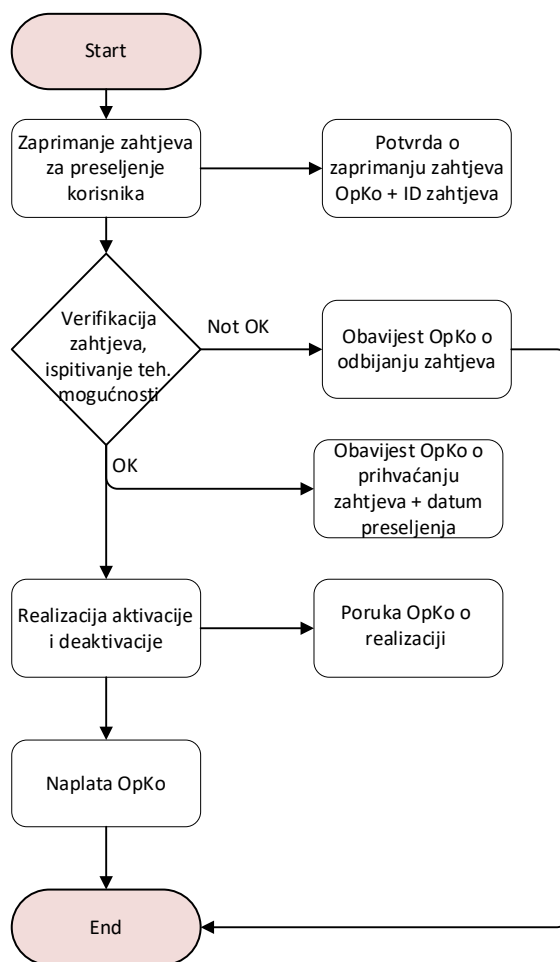 Start
Zaprimanje zahtjeva
za preseljenje
korisnika
Potvrda o
zaprimanju zahtjeva
OpKo + ID zahtjeva
Verifikacija
zahtjeva,
ispitivanje teh.
mogućnosti
Not OK
Obavijest OpKo o
odbijanju zahtjeva
OK
Obavijest OpKo o
prihvaćanju
zahtjeva + datum
preseljenja
Realizacija aktivacije
i deaktivacije
Poruka OpKo o
realizaciji
Naplata OpKo
End